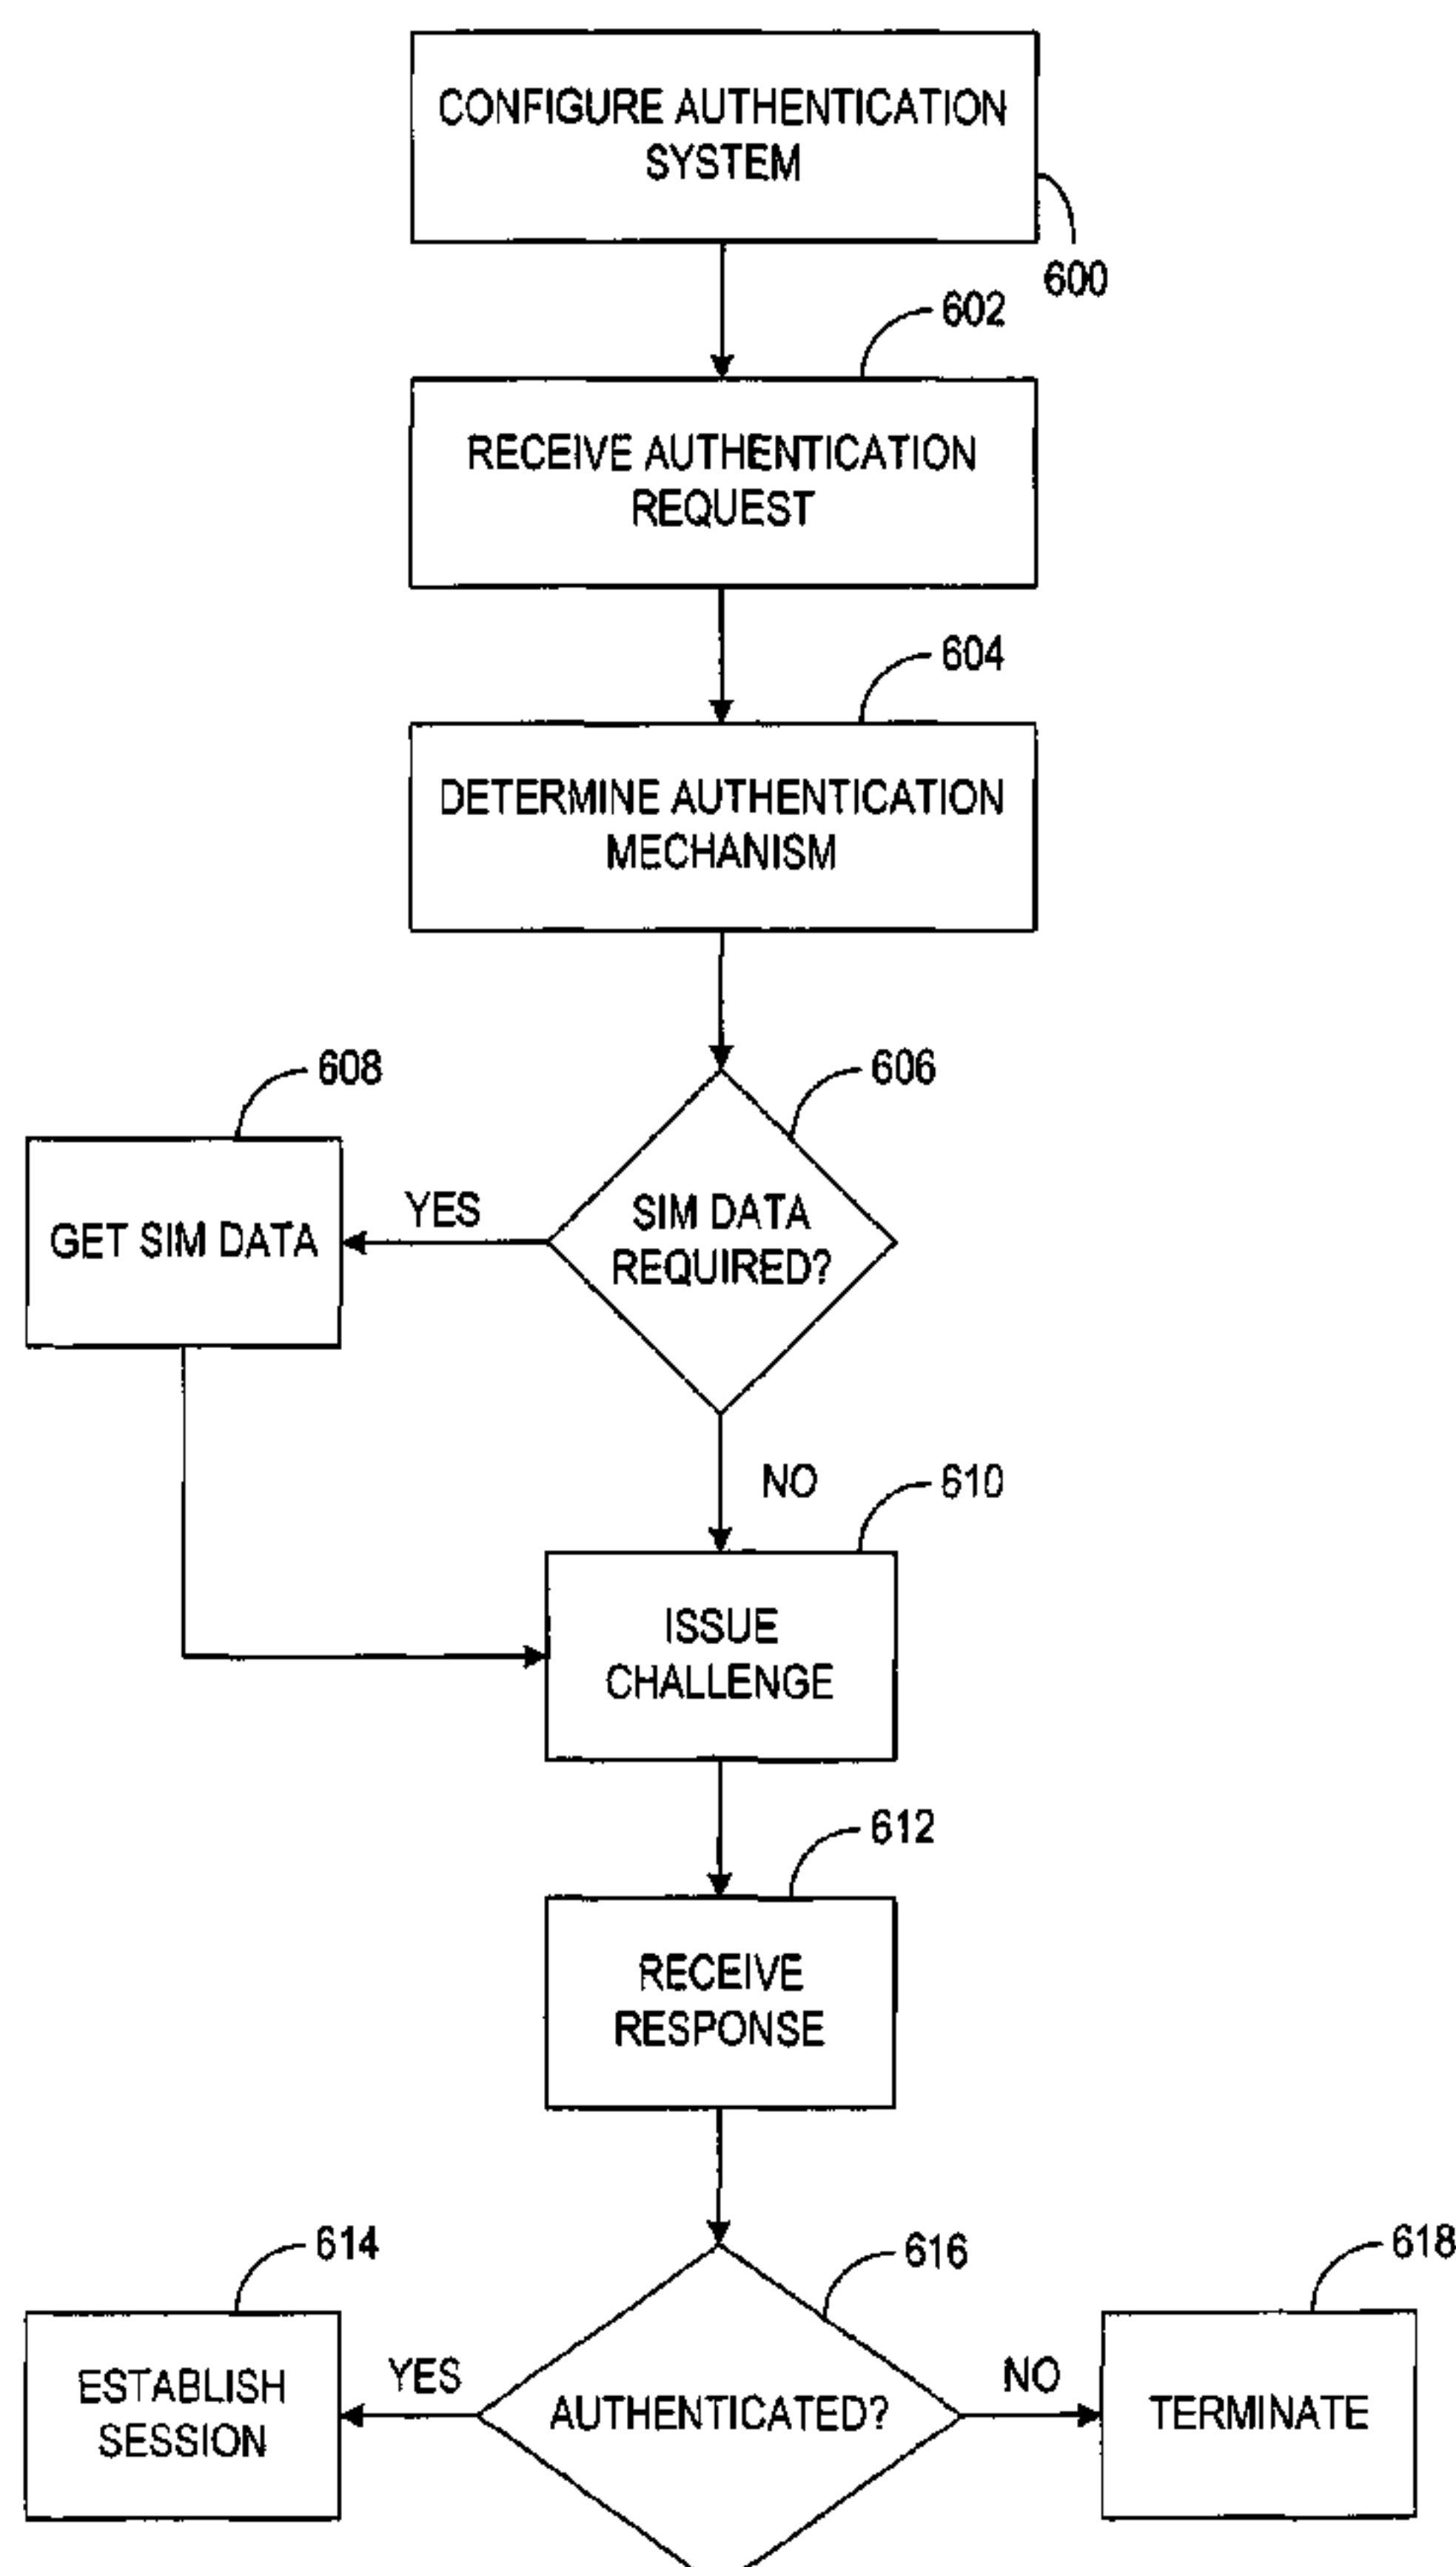 CONFIGURE AUTHENTICATION
SYSTEM
600
602
RECEIVE AUTHENTICATION
REQUEST
604
DETERMINE AUTHENTICATION
MECHANISM
606
608
SIM DATA
REQUIRED?
YES
GET SIM DATA
NO
610
ISSUE
CHALLENGE
612
RECEIVE
RESPONSE
614
616
618
ESTABLISH
SESSION
YES
AUTHENTICATED?
NO
TERMINATE